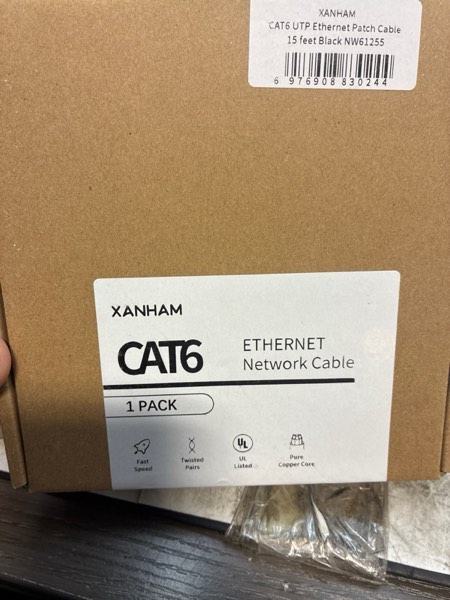 XANHAM
CAT6 UTP Ethernet Patch Cable
15 feet Black NW61255
6 976908 830244
XANHAM
CAT6
ETHERNET
Network Cable
1 PACK
Fast
Speed
Twisted
Pairs
UL
UL
Listed
Pure
Copper Core